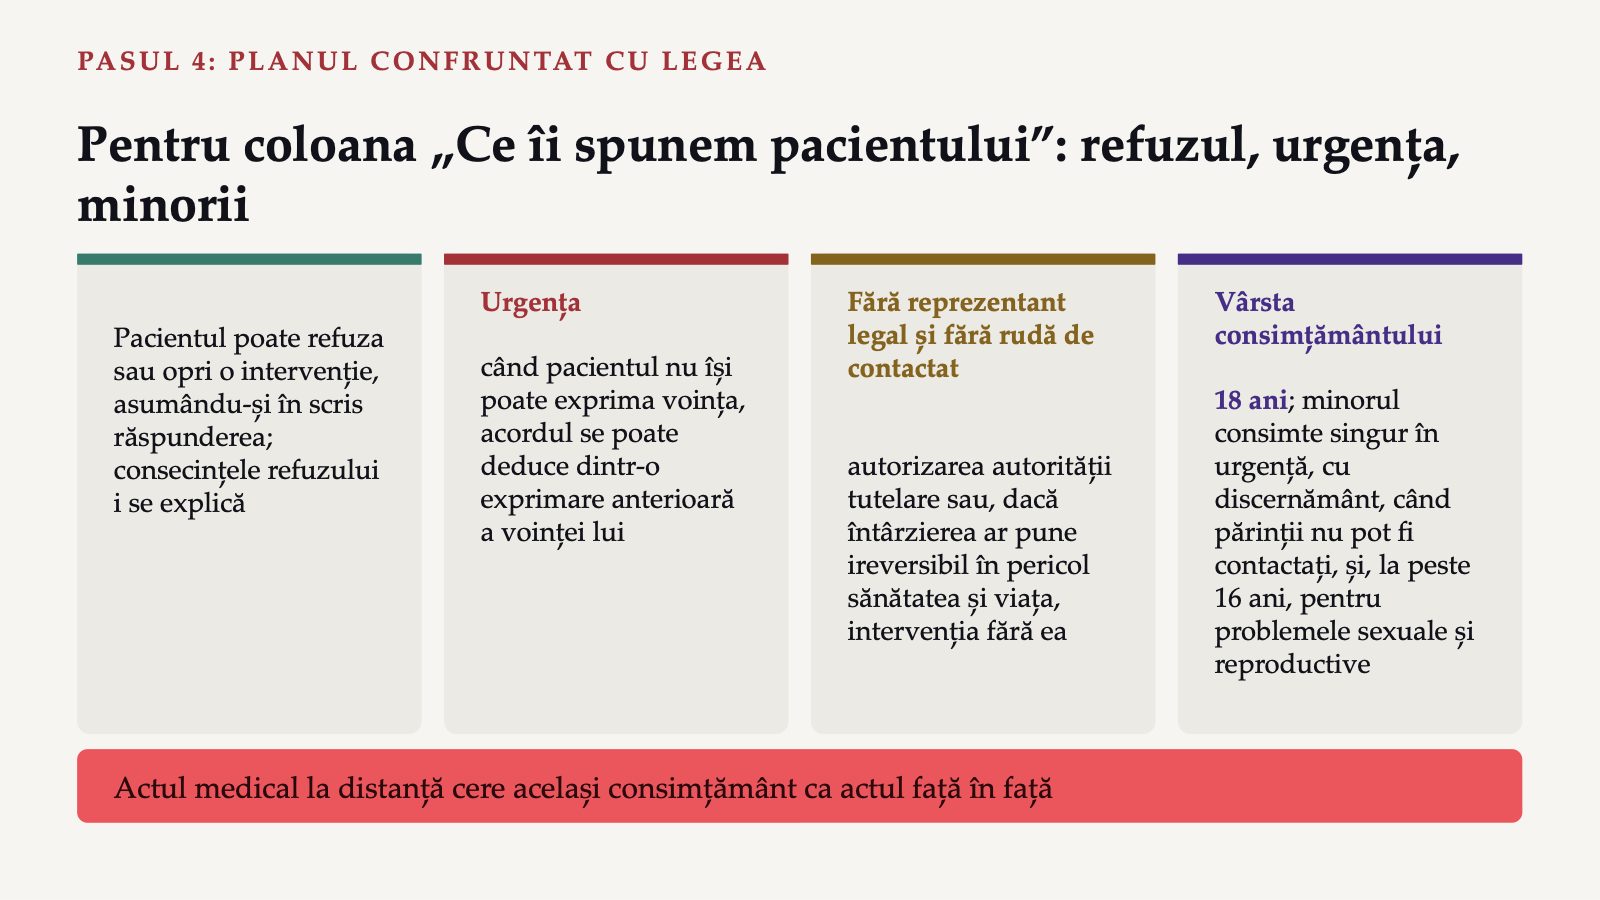 PASUL 4: PLANUL CONFRUNTAT CU LEGEA
Pentru coloana „Ce îi spunem pacientului”: refuzul, urgența,
minorii
Pacientul poate refuza
sau opri o intervenție,
asumându-și în scris
răspunderea;
consecințele refuzului
i se explică
Urgența
când pacientul nu își
poate exprima voința,
acordul se poate
deduce dintr-o
exprimare anterioară
a voinței lui
Fără reprezentant
legal și fără rudă de
contactat
autorizarea autorității
tutelare sau, dacă
întârzierea ar pune
ireversibil în pericol
sănătatea și viața,
intervenția fără ea
Vârsta
consimțământului
18 ani; minorul
consimte singur în
urgență, cu
discernământ, când
părinții nu pot fi
contactați, și, la peste
16 ani, pentru
problemele sexuale și
reproductive
Actul medical la distanță cere același consimțământ ca actul față în față